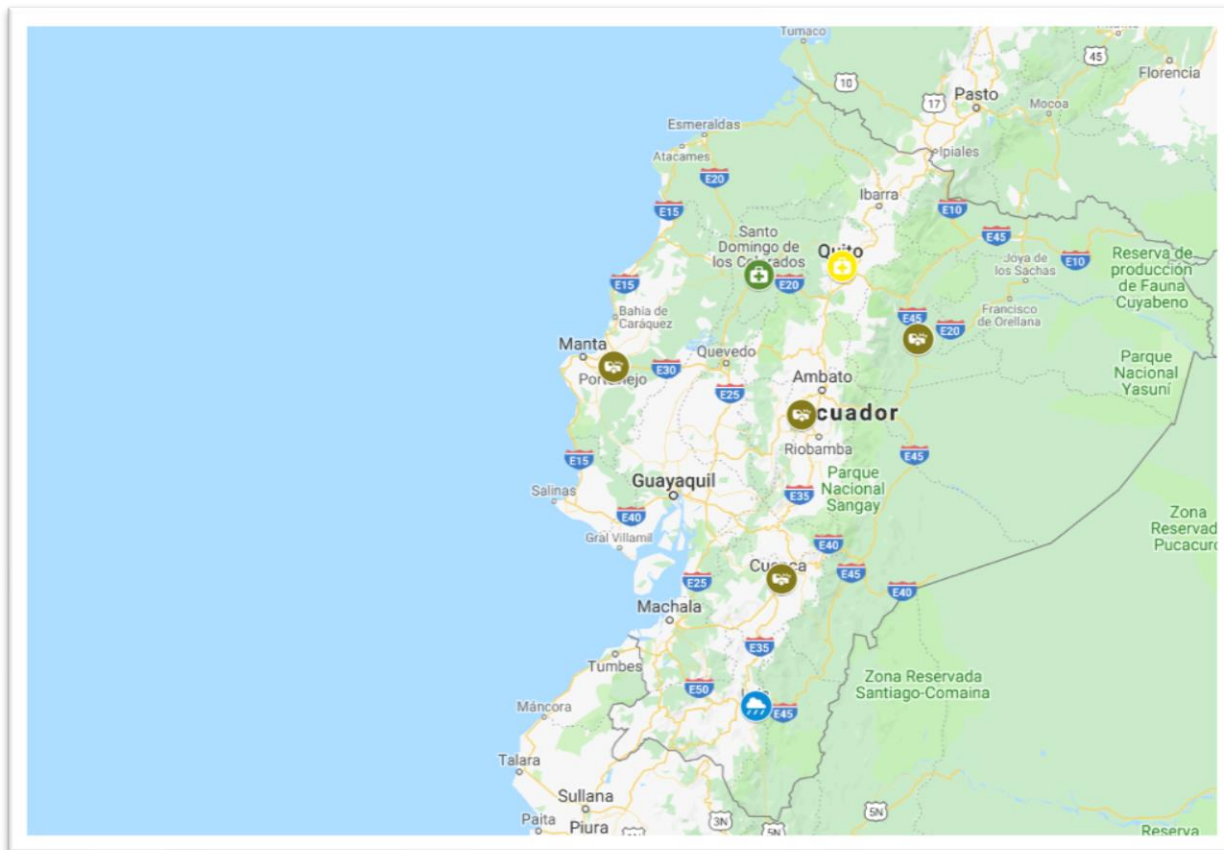 Tumaco
45
Florencia
10
Pasto
17
Mocoa
Esmeraldas
Ipiales
Atacames
E20
Ibarra
E15
E10
Santo
Domingo de
los Colorados
Quito
E45
Joya de
los Sachas
E10
Reserva de
producción
de Fauna
Cuyabeno
E15
E20
Bahía de
Caráquez
E45
Francisco
de Orellana
E20
Manta
Quevedo
Portoviejo
E30
Ambato
Parque
Nacional
Yasuní
E25
cuador
Riobamba
E15
E45
Guayaquil
Parque
Nacional
Sangay
Salinas
E35
E40
Zona
Reservad
Pucacuro
Gral Villamil
E40
Cuenca
E25
E45
E40
Machala
E35
Tumbes
Zona Reservada
Santiago-Comaina
E50
E45
Máncora
Talara
Sullana
5N
Paita
Piura
3N
5N
Reserva